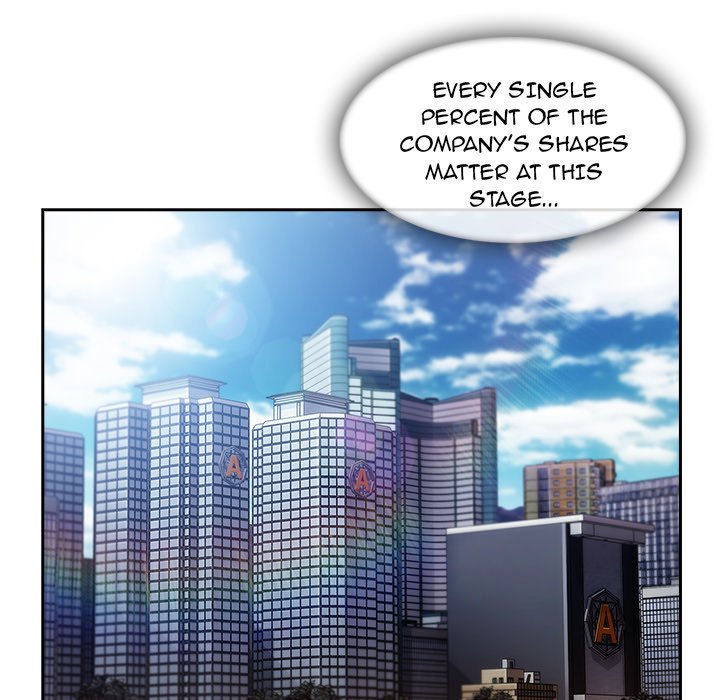 EVERY SINGLE
PERCENT OF THE
COMPANY'S SHARES
MATTER AT THIS
STAGE...
A
A
A